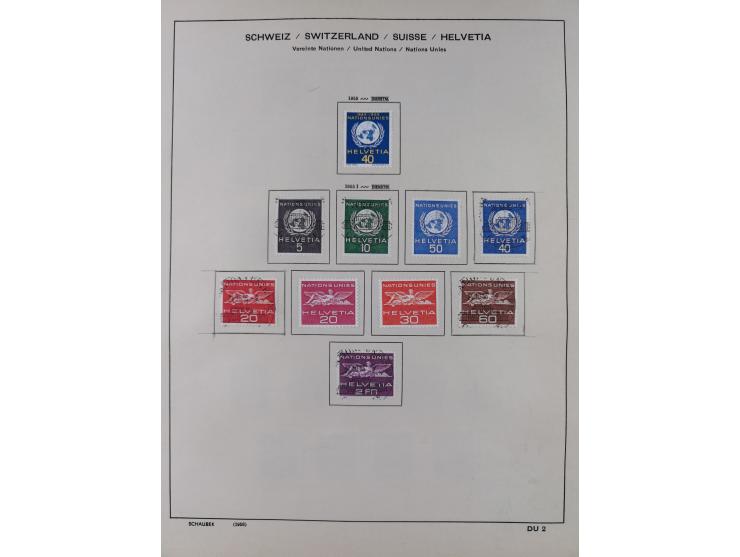 SCHWEIZ / SWITZERLAND / SUISSE / HELVETIA
Vereinte Nationen / United Nations / Nations Unies
NATIONS UNIES
HELVETIA
40
NATIONS UNIES
HELVETIA
5
NATIONS UNIES
HELVETIA
10
NATIONS UNIES
HELVETIA
50
NATIONS UNIES
HELVETIA
40
NATIONS UNIES
HELVETIA
20
NATIONS UNIES
HELVETIA
20
NATIONS UNIES
HELVETIA
30
NATIONS UNIES
HELVETIA
60
NATIONS UNIES
HELVETIA
2 FR
SCHAUBEK
DU 2